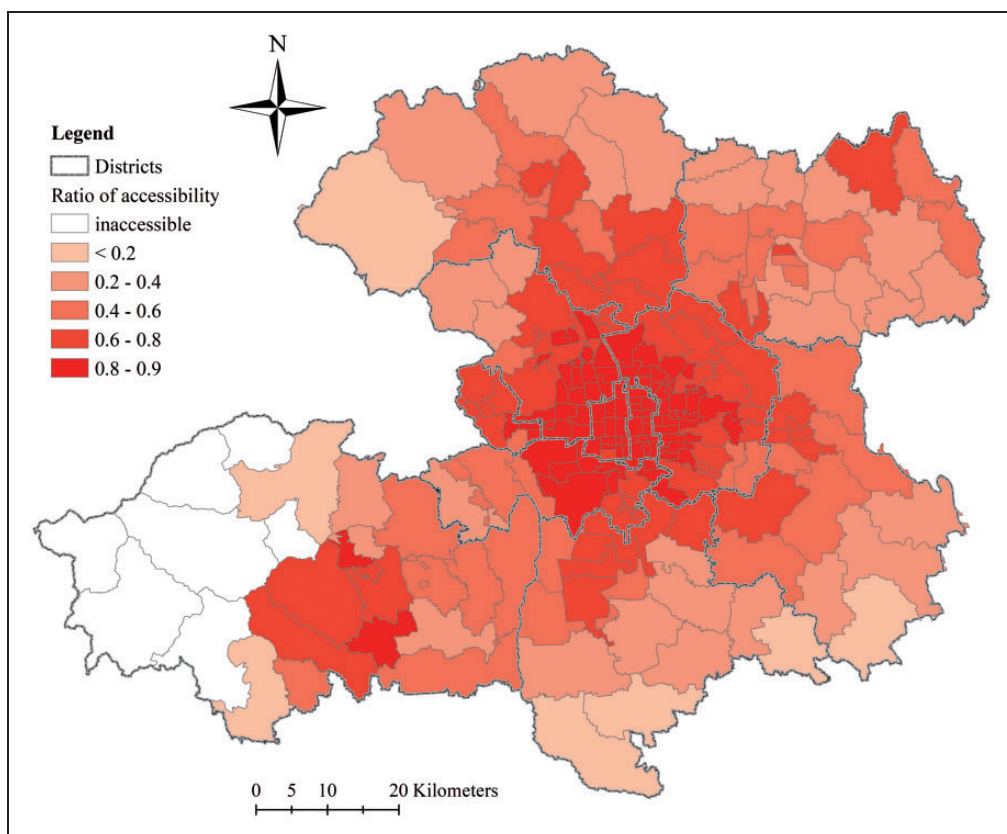 N
Legend
Districts
Ratio of accessibility
inaccessible
< 0.2
0.2 - 0.4
0.4 - 0.6
0.6 - 0.8
0.8 - 0.9
0 5 10 20 Kilometers